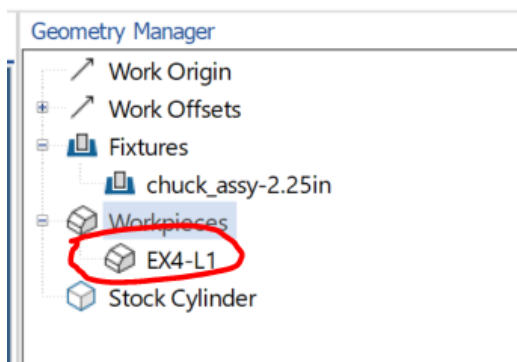 Geometry Manager
Work Origin
Work Offsets
Fixtures
chuck_assy-2.25in
Workpieces
EX4-L1
Stock Cylinder